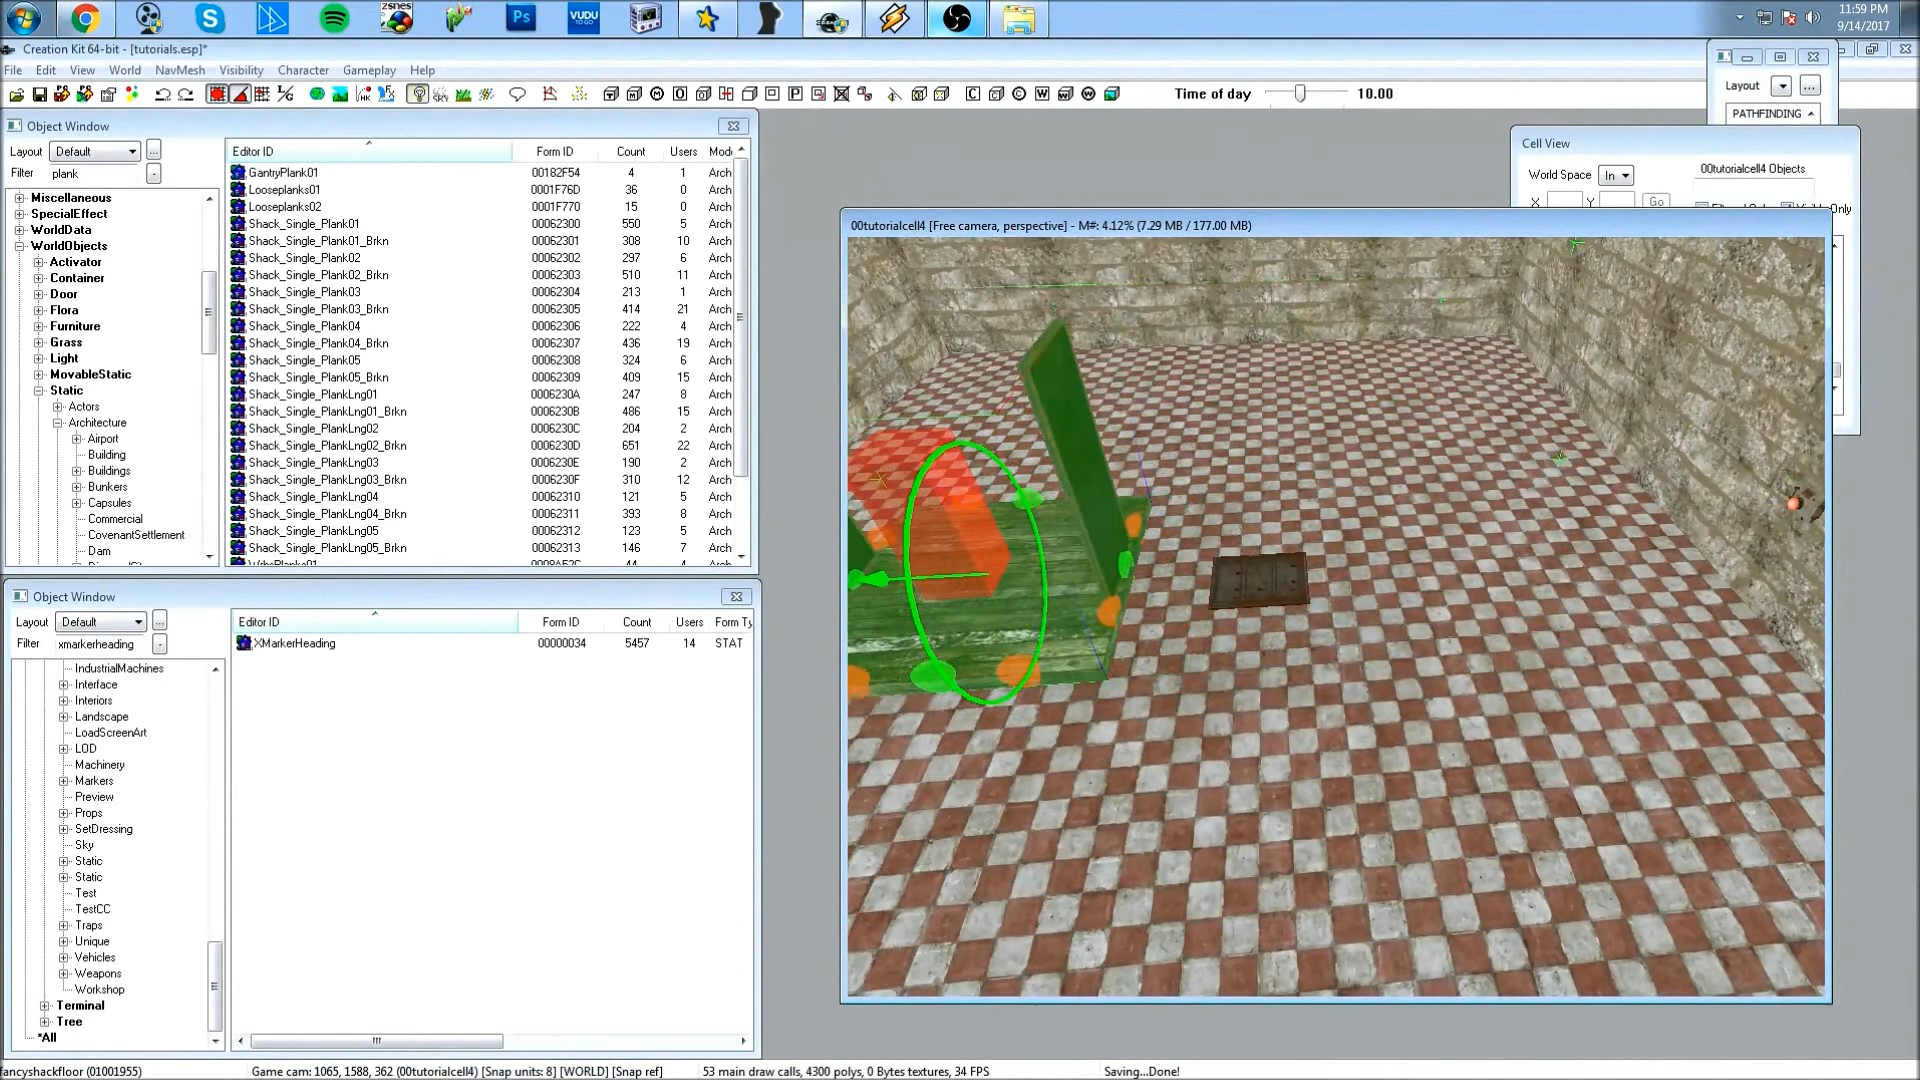 zsnes
Ps
VUDU
TO GO
11:59 PM
9/14/2017
Creation Kit 64-bit - [tutorials.esp]*
File Edit View World NavMesh Visibility Character Gameplay Help
Time of day 10.00
Layout
PATHFINDING
Object Window
Layout Default ...
Filter plank -
Miscellaneous
SpecialEffect
WorldData
WorldObjects
Activator
Container
Door
Flora
Furniture
Grass
Light
MovableStatic
Static
Actors
Architecture
Airport
Building
Buildings
Bunkers
Capsules
Commercial
CovenantSettlement
Dam
Editor ID Form ID Count Users Mod
GantryPlank01 00182F54 4 1 Arch
Looseplanks01 0001F76D 36 0 Arch
Looseplanks02 0001F770 15 0 Arch
Shack_Single_Plank01 00062300 550 5 Arch
Shack_Single_Plank01_Brkn 00062301 308 10 Arch
Shack_Single_Plank02 00062302 297 6 Arch
Shack_Single_Plank02_Brkn 00062303 510 11 Arch
Shack_Single_Plank03 00062304 213 1 Arch
Shack_Single_Plank03_Brkn 00062305 414 21 Arch
Shack_Single_Plank04 00062306 222 4 Arch
Shack_Single_Plank04_Brkn 00062307 436 19 Arch
Shack_Single_Plank05 00062308 324 6 Arch
Shack_Single_Plank05_Brkn 00062309 409 15 Arch
Shack_Single_PlankLng01 0006230A 247 8 Arch
Shack_Single_PlankLng01_Brkn 0006230B 486 15 Arch
Shack_Single_PlankLng02 0006230C 204 2 Arch
Shack_Single_PlankLng02_Brkn 0006230D 651 22 Arch
Shack_Single_PlankLng03 0006230E 190 2 Arch
Shack_Single_PlankLng03_Brkn 0006230F 310 12 Arch
Shack_Single_PlankLng04 00062310 121 5 Arch
Shack_Single_PlankLng04_Brkn 00062311 393 8 Arch
Shack_Single_PlankLng05 00062312 123 5 Arch
Shack_Single_PlankLng05_Brkn 00062313 146 7 Arch
Cell View
World Space In 00tutorialcell4 Objects
X Y Go
00tutorialcell4 [Free camera, perspective] - M#: 4.12% (7.29 MB / 177.00 MB)
Object Window
Layout Default ...
Filter xmarkerheading -
IndustrialMachines
Interface
Interiors
Landscape
LoadScreenArt
LOD
Machinery
Markers
Preview
Props
SetDressing
Sky
Static
Static
Test
TestCC
Traps
Unique
Vehicles
Weapons
Workshop
Terminal
Tree
*All
Editor ID Form ID Count Users Form Ty
XMarkerHeading 00000034 5457 14 STAT
fancyshackfloor (01001955) Game cam: 1065, 1588, 362 (00tutorialcell4) [Snap units: 8] [WORLD] [Snap ref] 53 main draw calls, 4300 polys, 0 Bytes textures, 34 FPS Saving...Done!